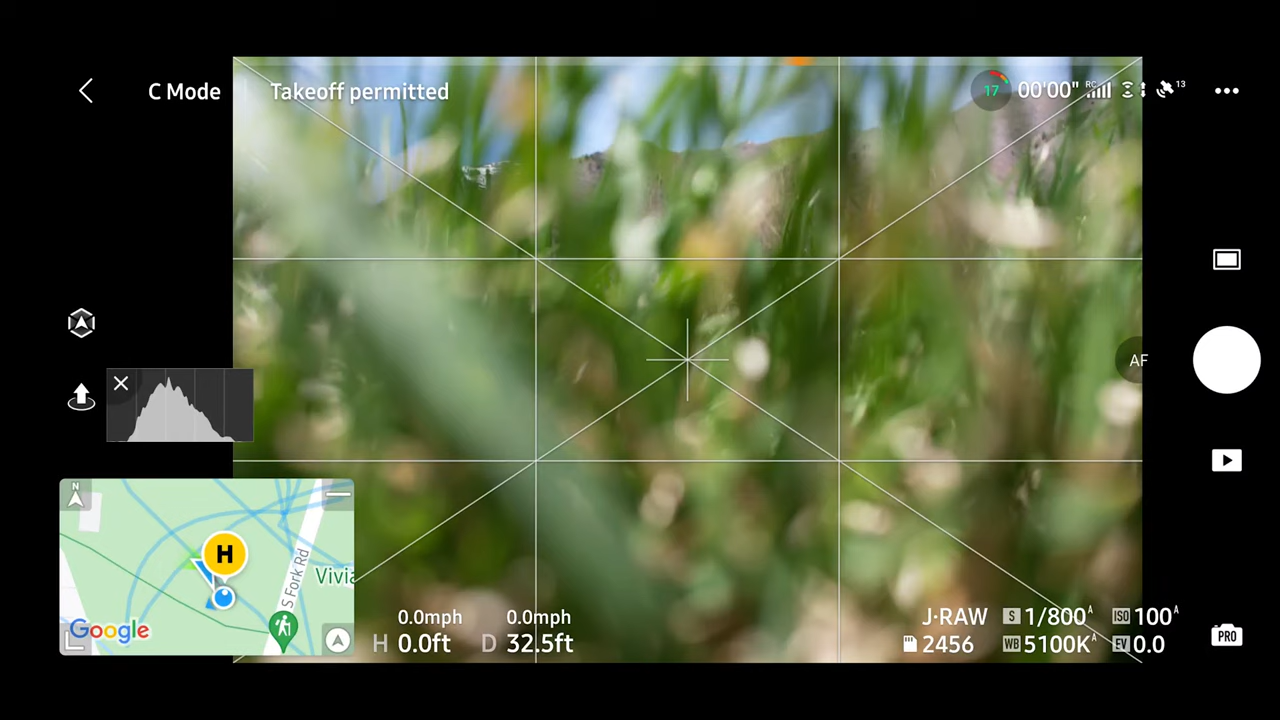 C Mode
Takeoff permitted
17
00'00"
RC
13
AF
N
H
S Fork Rd
Vivia
Google
0.0mph
0.0mph
H 0.0ft
D 32.5ft
J·RAW
S 1/800 A
ISO 100 A
2456
WB 5100K A
EV 0.0
PRO